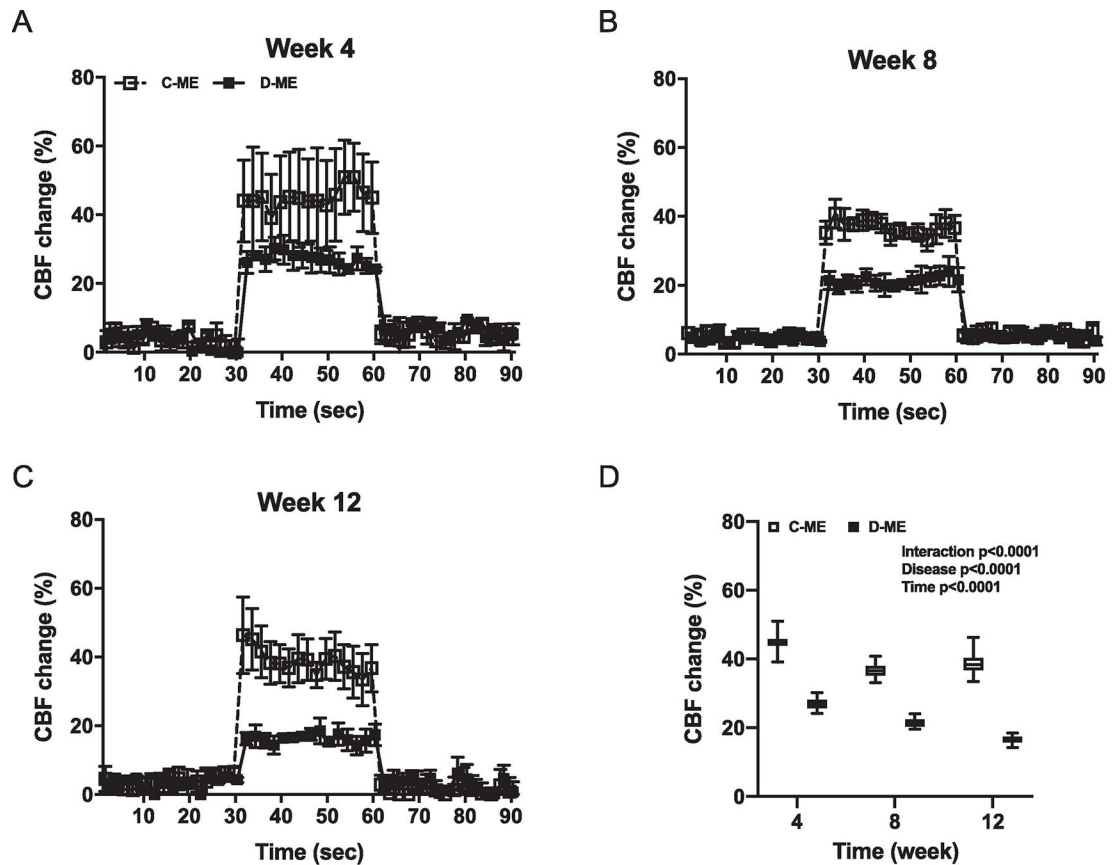 A
Week 4
C-ME D-ME
80
60
40
20
0
CBF change (%)
10 20 30 40 50 60 70 80 90
Time (sec)
B
Week 8
80
60
40
20
0
CBF change (%)
10 20 30 40 50 60 70 80 90
Time (sec)
C
Week 12
80
60
40
20
0
CBF change (%)
10 20 30 40 50 60 70 80 90
Time (sec)
D
C-ME D-ME
Interaction p<0.0001
Disease p<0.0001
Time p<0.0001
80
60
40
20
0
CBF change (%)
4 8 12
Time (week)